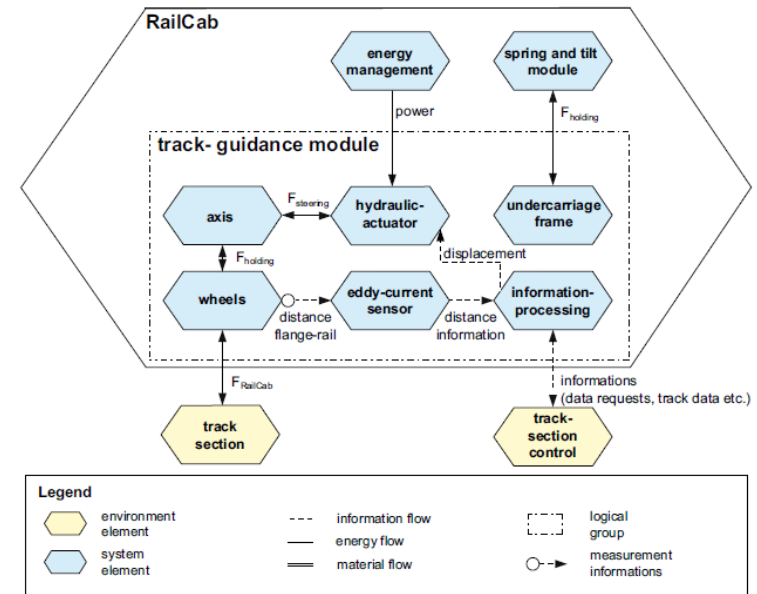 RailCab
energy
management
spring and tilt
module
power
F holding
track- guidance module
axis
F steering
hydraulic-
actuator
undercarriage
frame
displacement
F holding
wheels
eddy-current
sensor
information-
processing
distance
flange-rail
distance
information
F RailCab
informations
(data requests, track data etc.)
track
section
track-
section
control
Legend
environment
element
system
element
information flow
energy flow
material flow
logical
group
measurement
informations